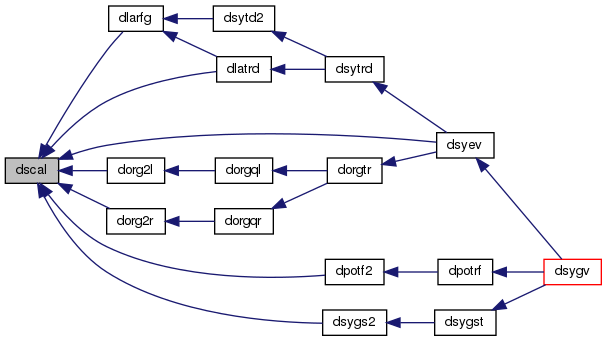 dlarfg
dsytd2
dlatrd
dsytrd
dsyev
dscal
dorg2l
dorgql
dorgtr
dorg2r
dorgqr
dpotf2
dpotrf
dsygv
dsygs2
dsygst